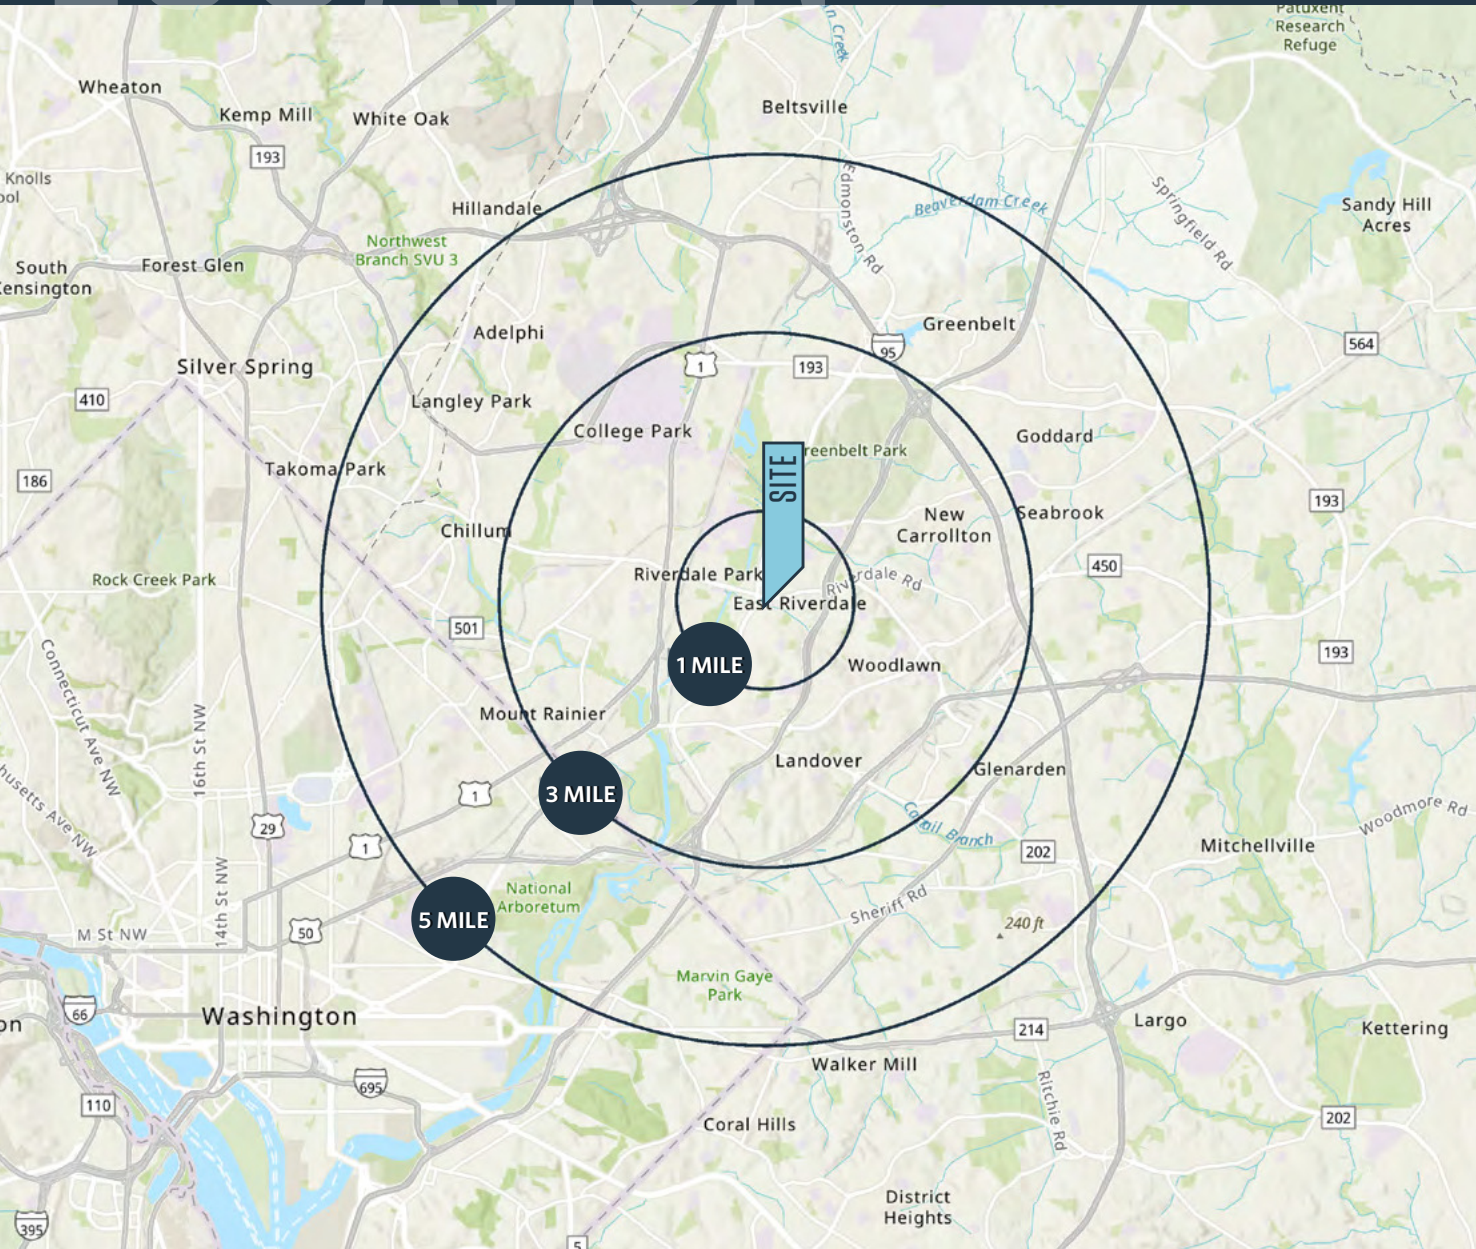 Patuxent
Research
Refuge
Wheaton
Kemp Mill
White Oak
Beltsville
193
Knolls
Hillandale
Edmonston Rd
Beaverdam Creek
Springfield Rd
Sandy Hill
Acres
Northwest
Branch SVU 3
South
Kensington
Forest Glen
Adelphi
Greenbelt
95
564
1
193
Silver Spring
410
Langley Park
College Park
Goddard
SITE
reenbelt Park
Takoma Park
186
193
New
Carrollton
Seabrook
Chillum
450
Rock Creek Park
Riverdale Park
Riverdale Rd
East Riverdale
501
1 MILE
Woodlawn
193
Connecticut Ave NW
16th St NW
Mount Rainier
Landover
Glenarden
3 MILE
1
husetts Ave NW
29
1
Woodmore Rd
202
Mitchellville
National
Arboretum
14th St NW
5 MILE
Sheriff Rd
240 ft
M St NW
50
Marvin Gaye
Park
66
Washington
214
Largo
Kettering
Walker Mill
695
110
Ritchie Rd
Coral Hills
202
District
Heights
395
5